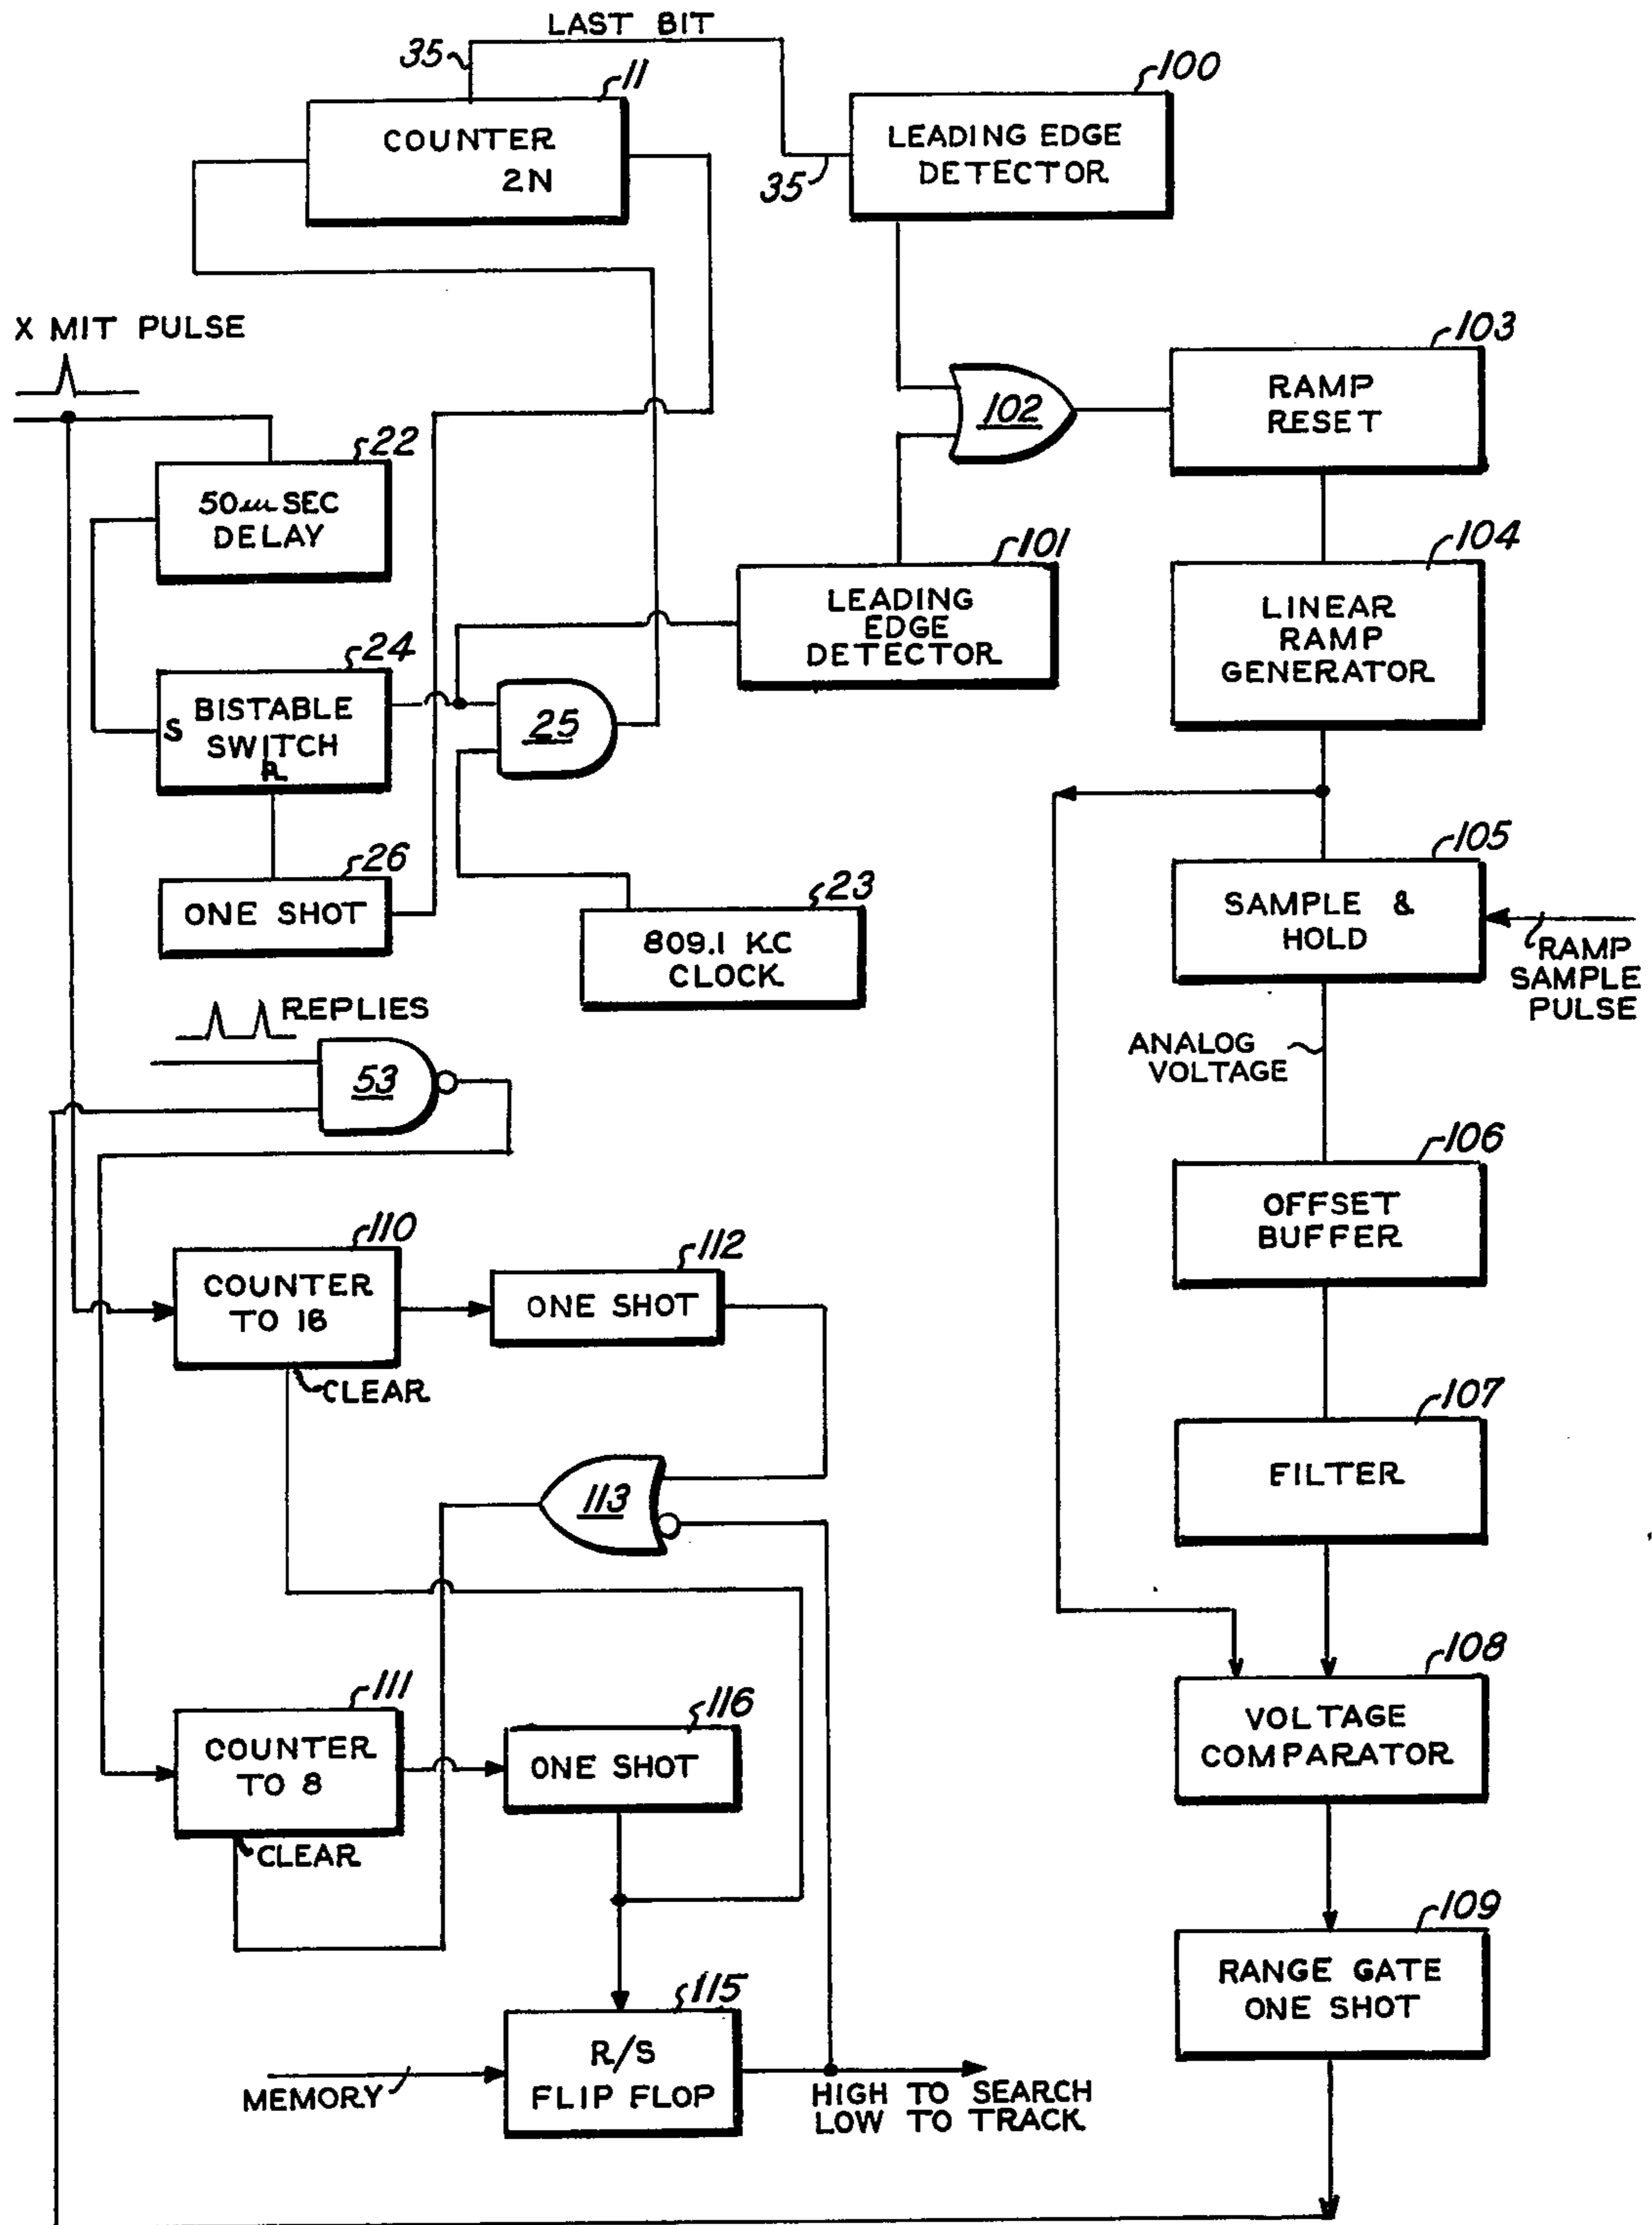 LAST BIT
35
11
100
COUNTER
2N
LEADING EDGE
DETECTOR
35
X MIT PULSE
103
RAMP
RESET
102
22
50 µ SEC
DELAY
101
LEADING
EDGE
DETECTOR
104
LINEAR
RAMP
GENERATOR
24
S BISTABLE
SWITCH
R
25
26
ONE SHOT
23
809.1 KC
CLOCK
105
SAMPLE &
HOLD
RAMP
SAMPLE
PULSE
REPLIES
53
ANALOG
VOLTAGE
106
OFFSET
BUFFER
110
COUNTER
TO 16
CLEAR
112
ONE SHOT
107
FILTER
113
108
VOLTAGE
COMPARATOR
111
COUNTER
TO 8
CLEAR
116
ONE SHOT
109
RANGE GATE
ONE SHOT
115
R/S
FLIP FLOP
MEMORY
HIGH TO SEARCH
LOW TO TRACK